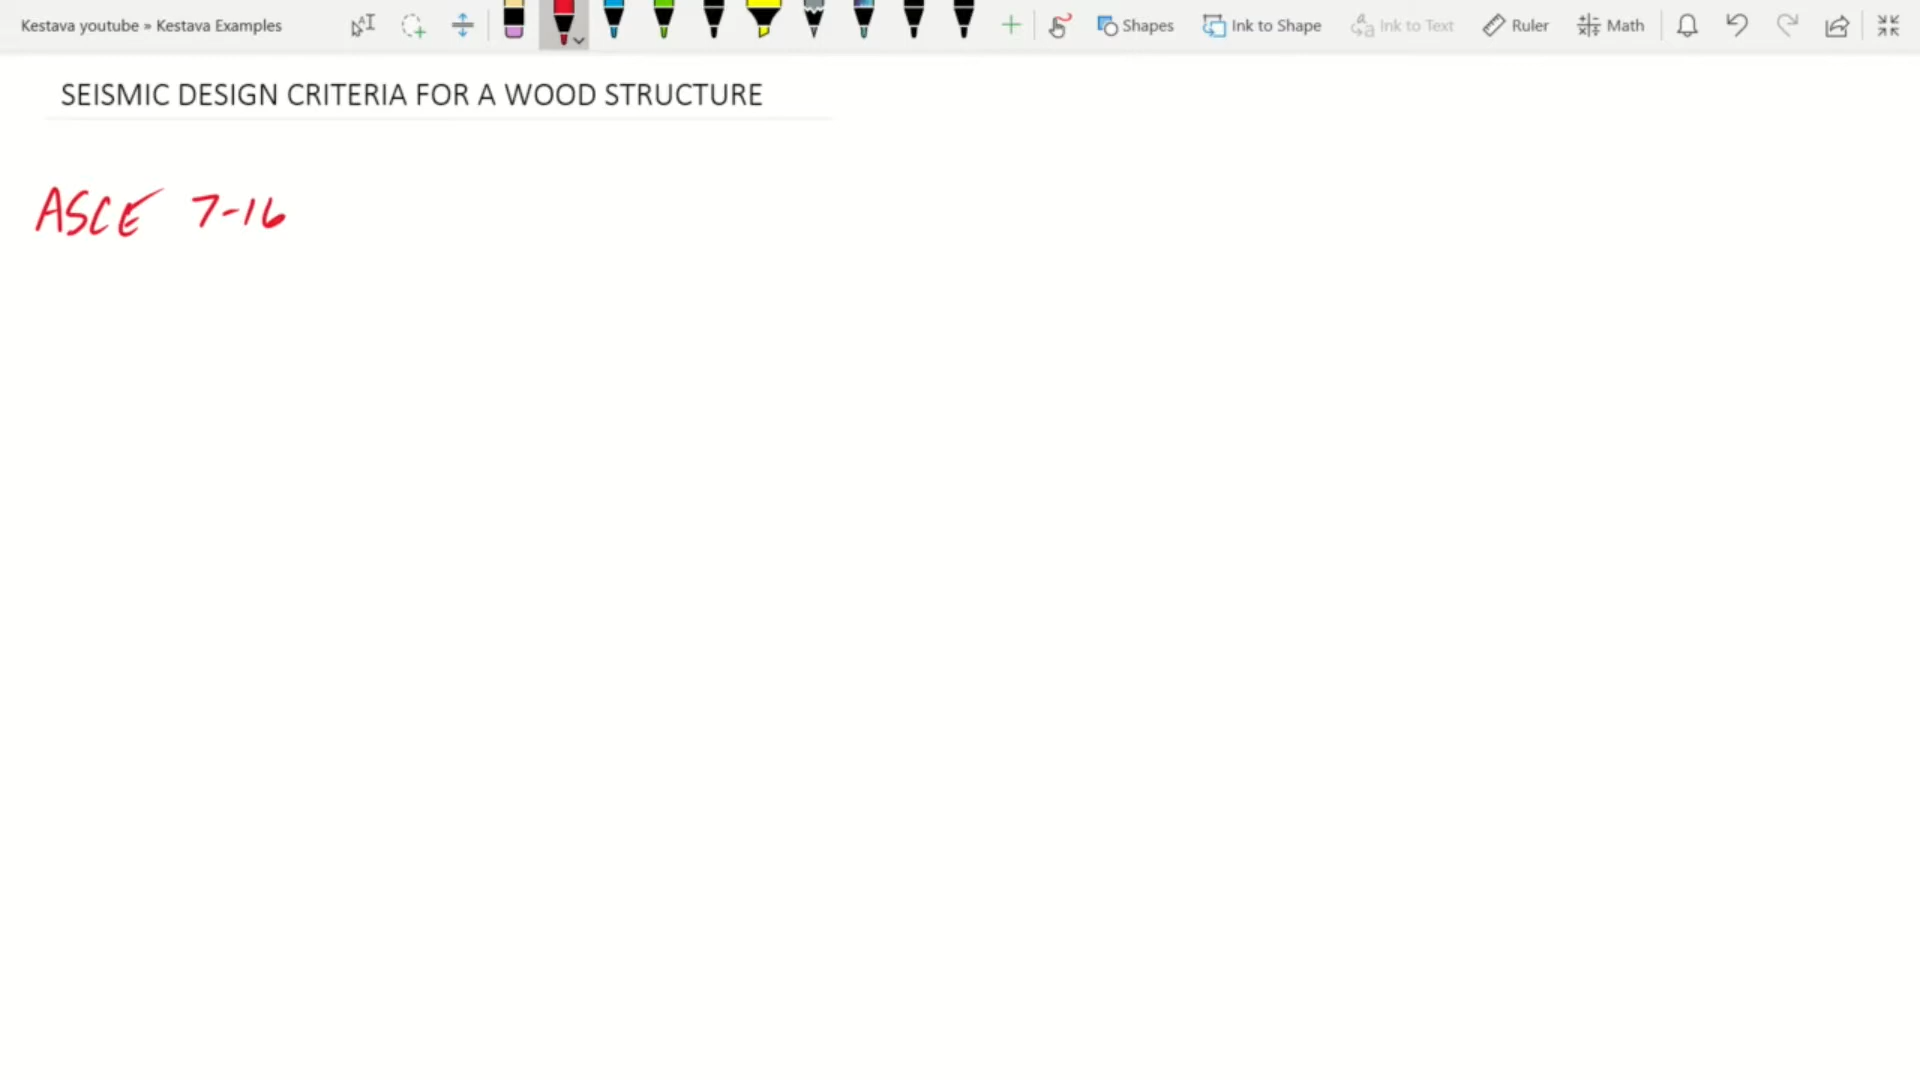 Kestava youtube » Kestava Examples Shapes Ink to Shape Ink to Text Ruler Math
SEISMIC DESIGN CRITERIA FOR A WOOD STRUCTURE
ASCE 7-16